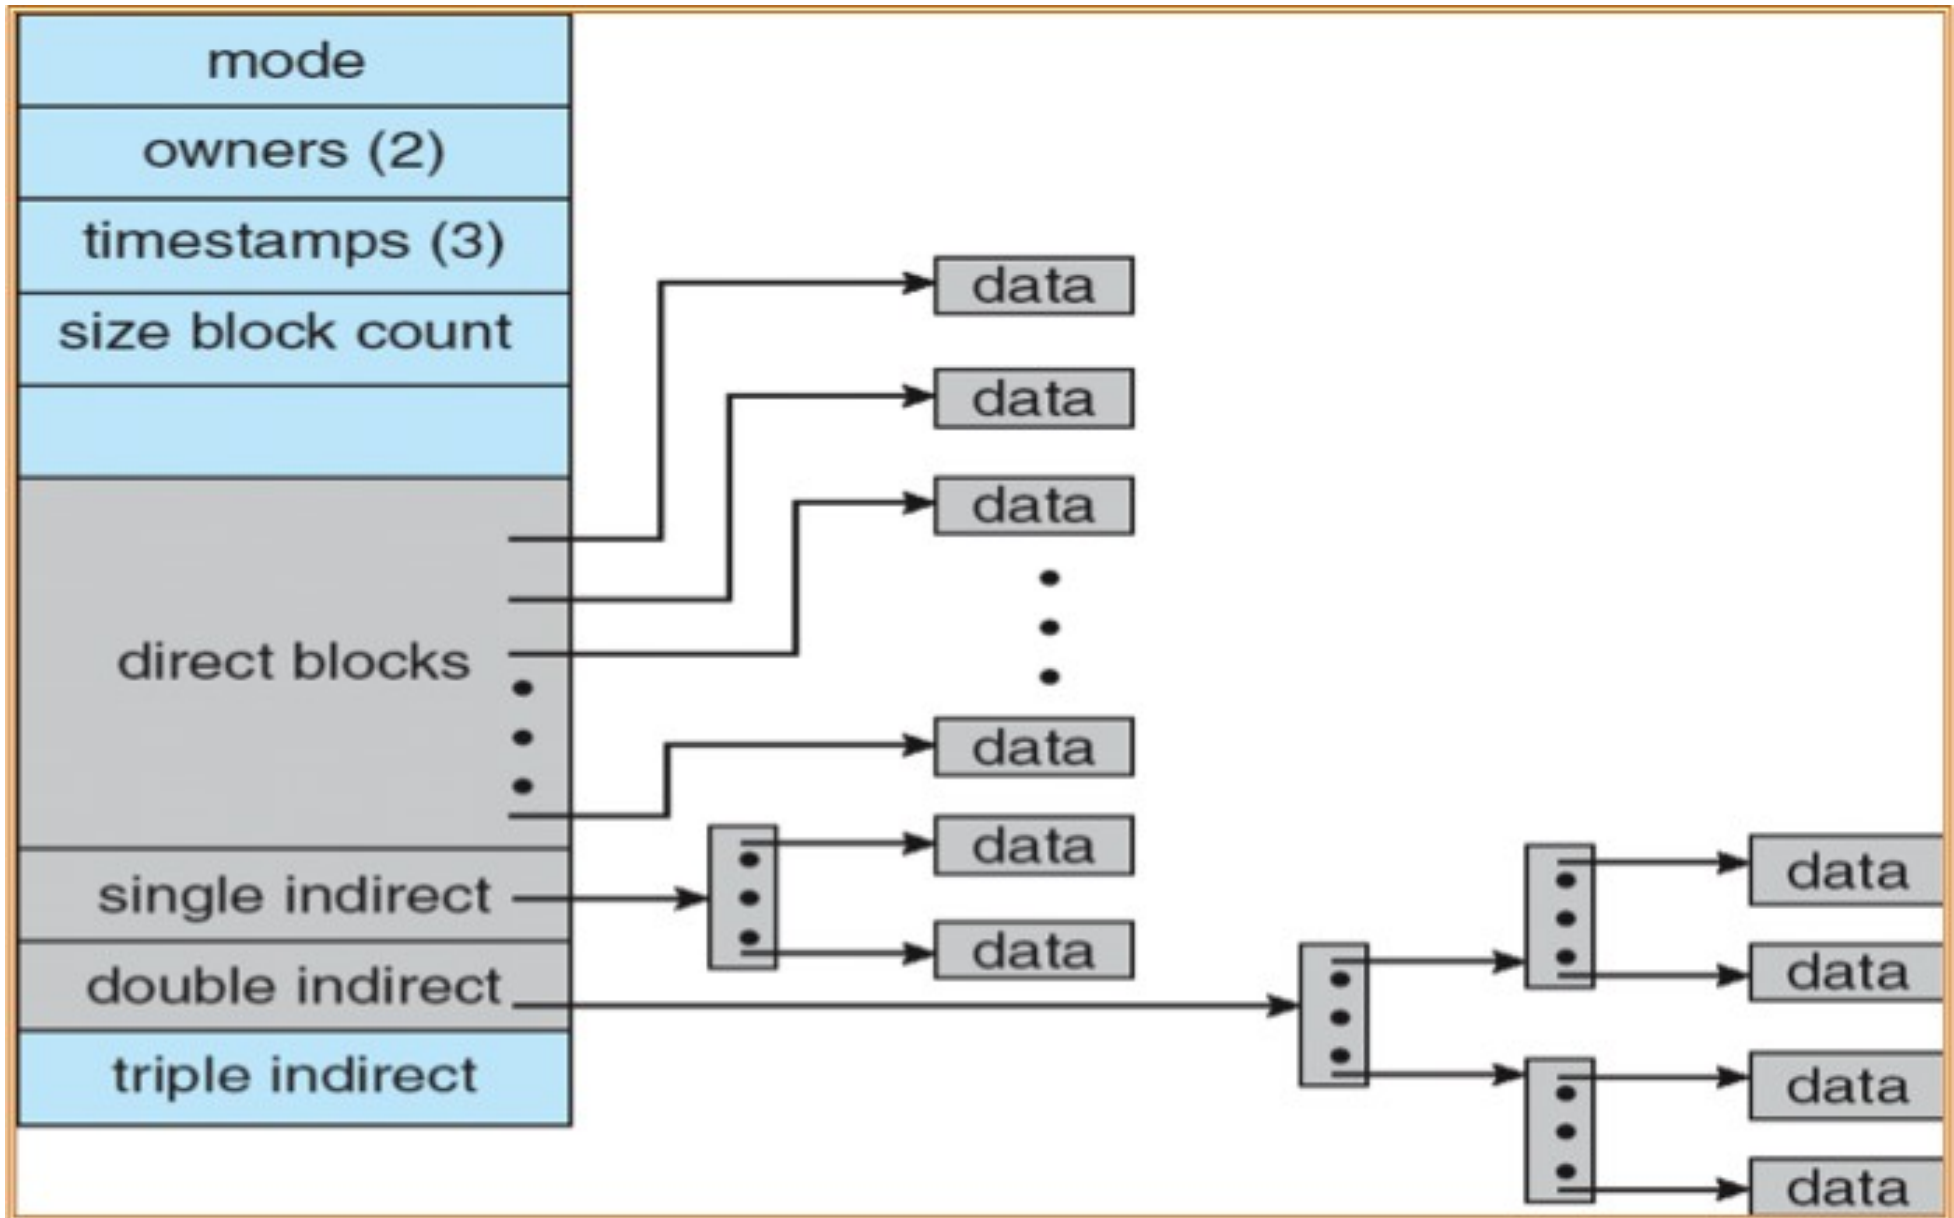 mode
owners (2)
timestamps (3)
size block count
direct blocks
single indirect
double indirect
triple indirect
data
data
data
data
data
data
data
data
data
data